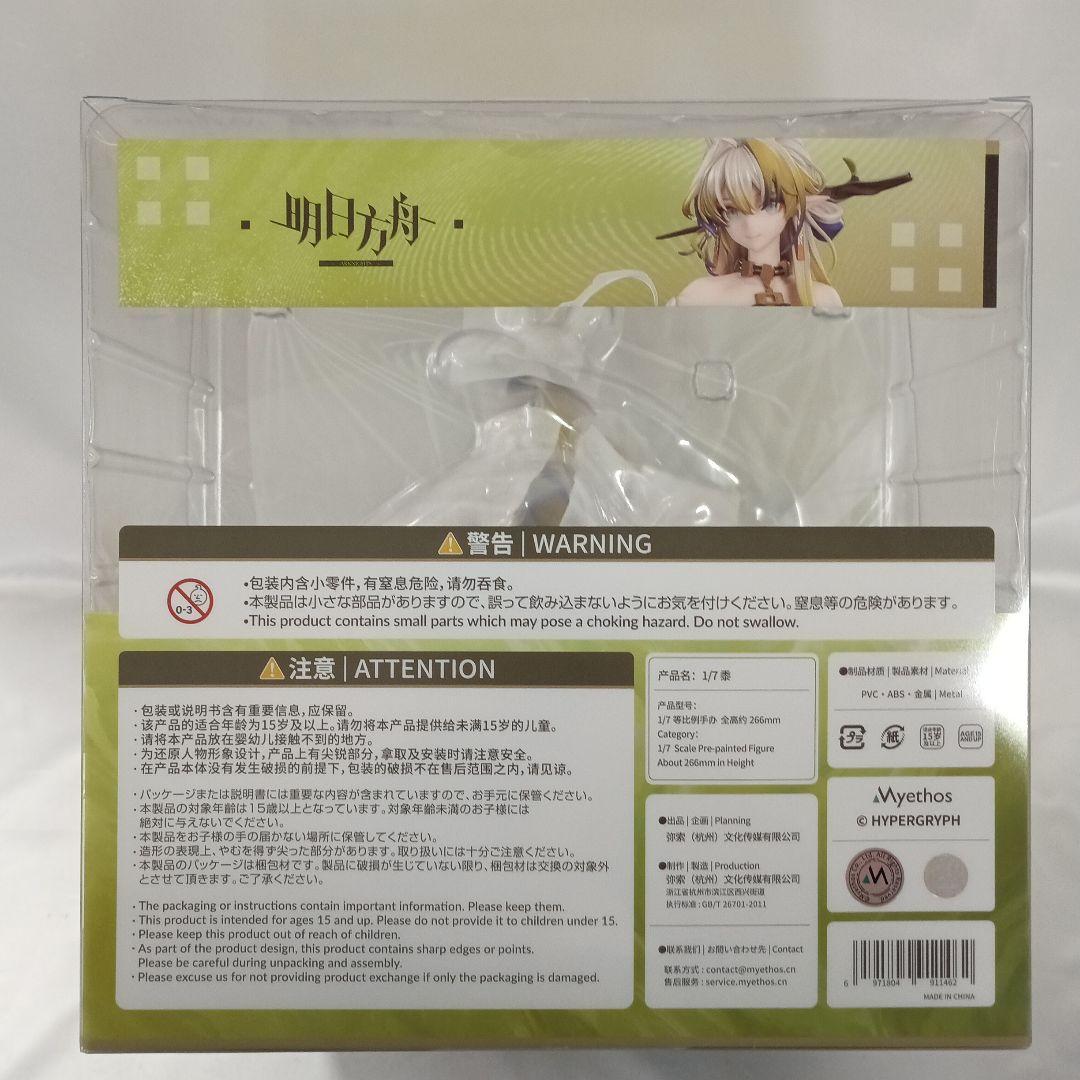 明日方舟
ARKNIGHTS
警告 | WARNING
0-3
•包装内含小零件，有窒息危险，请勿吞食。
•本製品は小さな部品がありますので、誤って飲み込まないようにお気を付けください。窒息等の危険があります。
•This product contains small parts which may pose a choking hazard. Do not swallow.
注意 | ATTENTION
· 包装或说明书含有重要信息，应保留。
· 该产品的适合年龄为15岁及以上。请勿将本产品提供给未满15岁的儿童。
· 请将本产品放在婴幼儿接触不到的地方。
· 为还原人物形象设计，产品上有尖锐部分，拿取及安装时请注意安全。
· 在产品本体没有发生破损的前提下，包装的破损不在售后范围之内，请见谅。
· パッケージまたは説明書には重要な内容が含まれていますので、お手元に保管ください。
· 本製品の対象年齢は15歳以上となっています。対象年齢未満のお子様には
絶対に与えないでください。
· 本製品をお子様の手の届かない場所に保管してください。
· 造形の表現上、やむを得ず尖った部分があります。取り扱いには十分ご注意ください。
· 本製品のパッケージは梱包材です。製品に破損が生じていない限り、梱包材は交換の対象外
とさせて頂きます。ご了承ください。
· The packaging or instructions contain important information. Please keep them.
· This product is intended for ages 15 and up. Please do not provide it to children under 15.
· Please keep this product out of reach of children.
· As part of the product design, this product contains sharp edges or points.
Please be careful during unpacking and assembly.
· Please excuse us for not providing product exchange if only the packaging is damaged.
产品名：1/7 黍
产品型号：
1/7 等比例手办 全高约 266mm
Category：
1/7 Scale Pre-painted Figure
About 266mm in Height
●出品 | 企画 | Planning
弥索（杭州）文化传媒有限公司
●制作 | 製造 | Production
弥索（杭州）文化传媒有限公司
浙江省杭州市滨江区西兴街道
执行标准 : GB/T 26701-2011
●联系我们 | お問い合わせ先 | Contact
联系方式 : contact@myethos.cn
售后服务 : service.myethos.cn
●制品材质 | 製品素材 | Material
PVC・ABS・金属 | Metal
プラ
紙
适合年龄
15岁
及以上
AGE15
AND UP
Myethos
© HYPERGRYPH
6 971804 911462
MADE IN CHINA